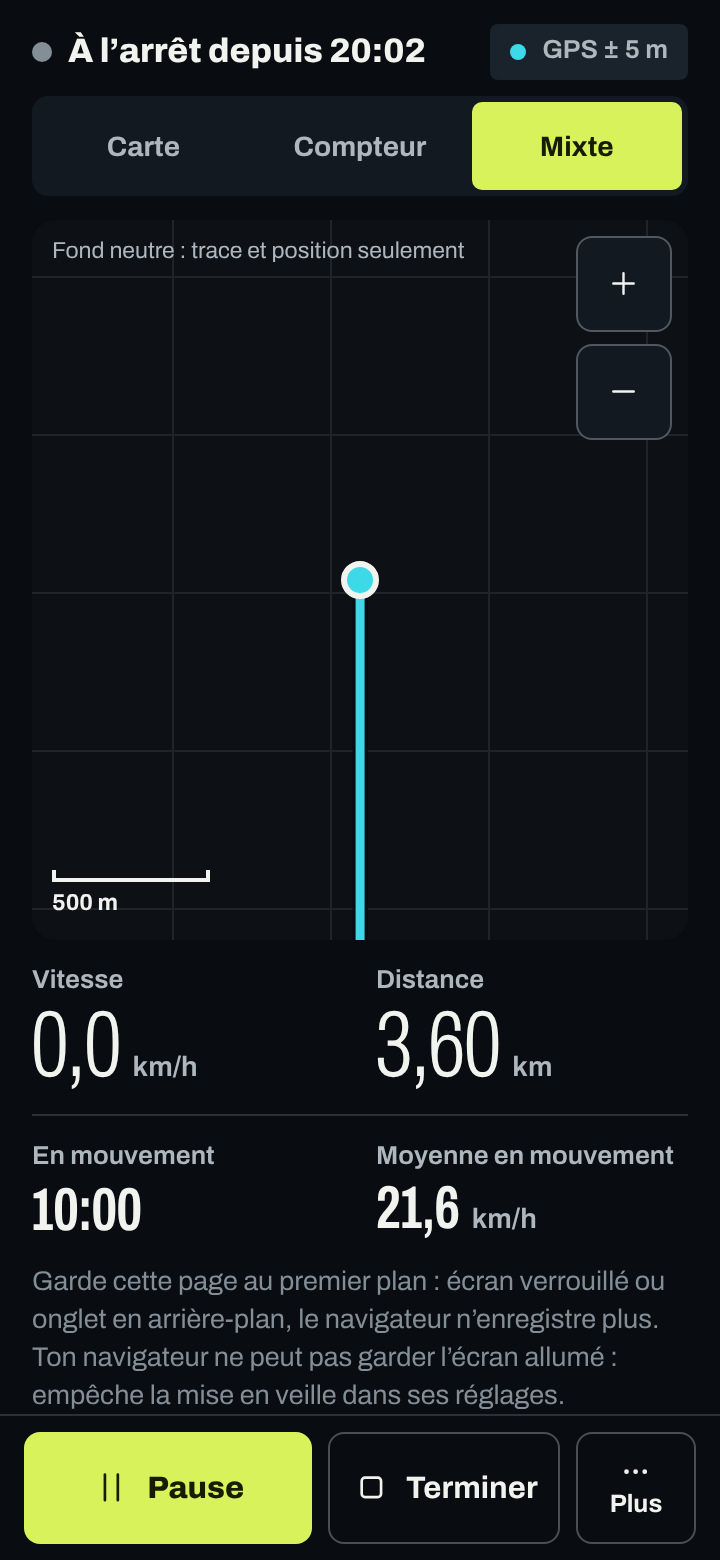 À l’arrêt depuis 20:02
GPS ± 5 m
Carte
Compteur
Mixte
Fond neutre : trace et position seulement
+
−
500 m
Vitesse
Distance
0,0 km/h
3,60 km
En mouvement
Moyenne en mouvement
10:00
21,6 km/h
Garde cette page au premier plan : écran verrouillé ou
onglet en arrière-plan, le navigateur n’enregistre plus.
Ton navigateur ne peut pas garder l’écran allumé :
empêche la mise en veille dans ses réglages.
Pause
Terminer
Plus